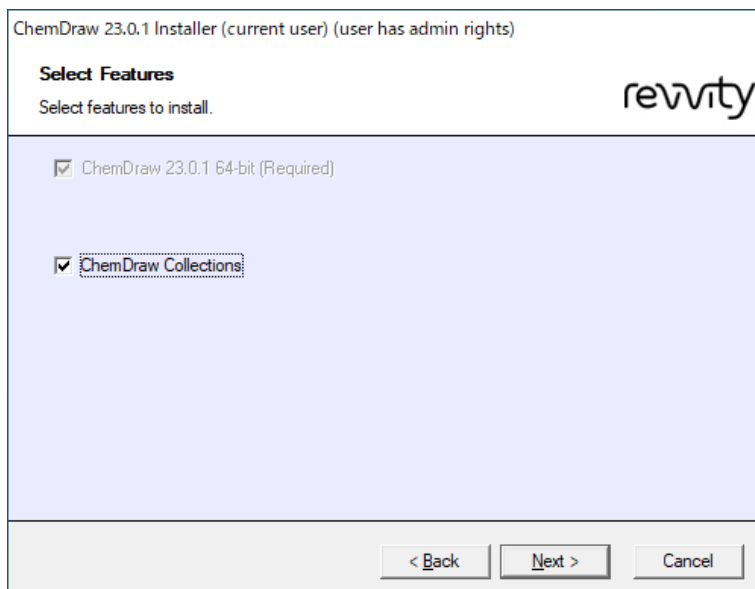 ChemDraw 23.0.1 Installer (current user) (user has admin rights)
Select Features
Select features to install.
revvity
ChemDraw 23.0.1 64-bit (Required)
ChemDraw Collections
< Back
Next >
Cancel